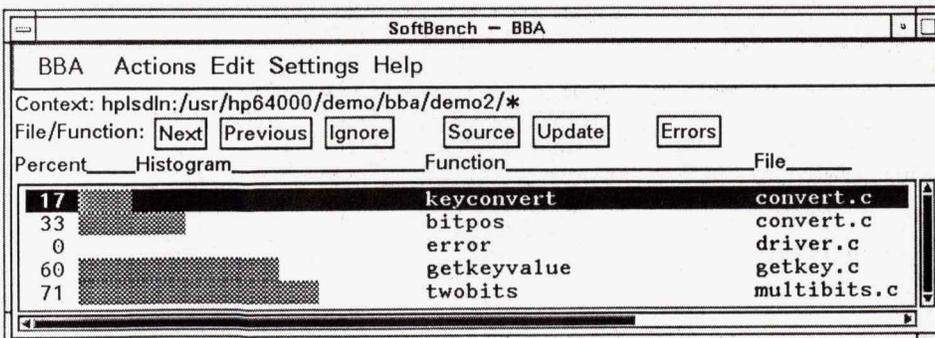 SoftBench — BBA
BBA Actions Edit Settings Help
Context: hplsdln:/usr/hp64000/demo/bba/demo2/*
File/Function: Next Previous Ignore Source Update Errors
Percent Histogram Function File
17 keyconvert convert.c
33 bitpos convert.c
0 error driver.c
60 getkeyvalue getkey.c
71 twobits multibits.c